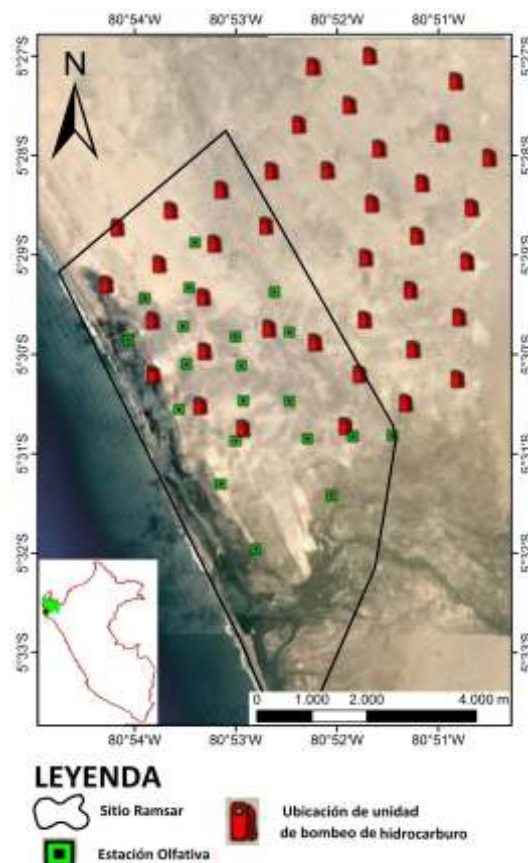 80°54'W 80°53'W 80°52'W 80°51'W
5°27'S 5°27'S
N
5°28'S 5°28'S
5°29'S 5°29'S
5°30'S 5°30'S
5°31'S 5°31'S
5°32'S 5°32'S
5°33'S 5°33'S
0 1.000 2.000 4.000 m
80°54'W 80°53'W 80°52'W 80°51'W
LEYENDA
Sitio Ramsar
Ubicación de unidad
de bombeo de hidrocarburo
Estación Olfativa